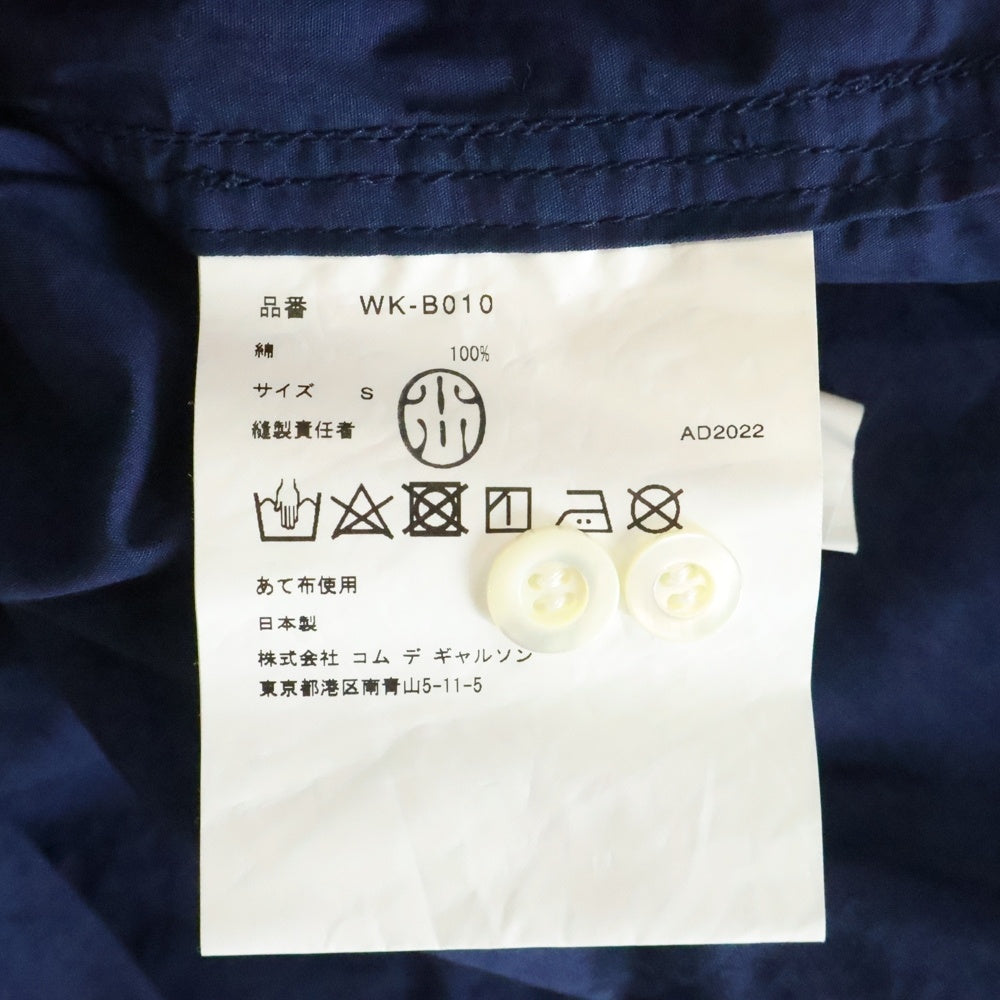 品番 WK-B010
綿 100%
サイズ S
縫製責任者 AD2022
あて布使用
日本製
株式会社 コム デ ギャルソン
東京都港区南青山5-11-5